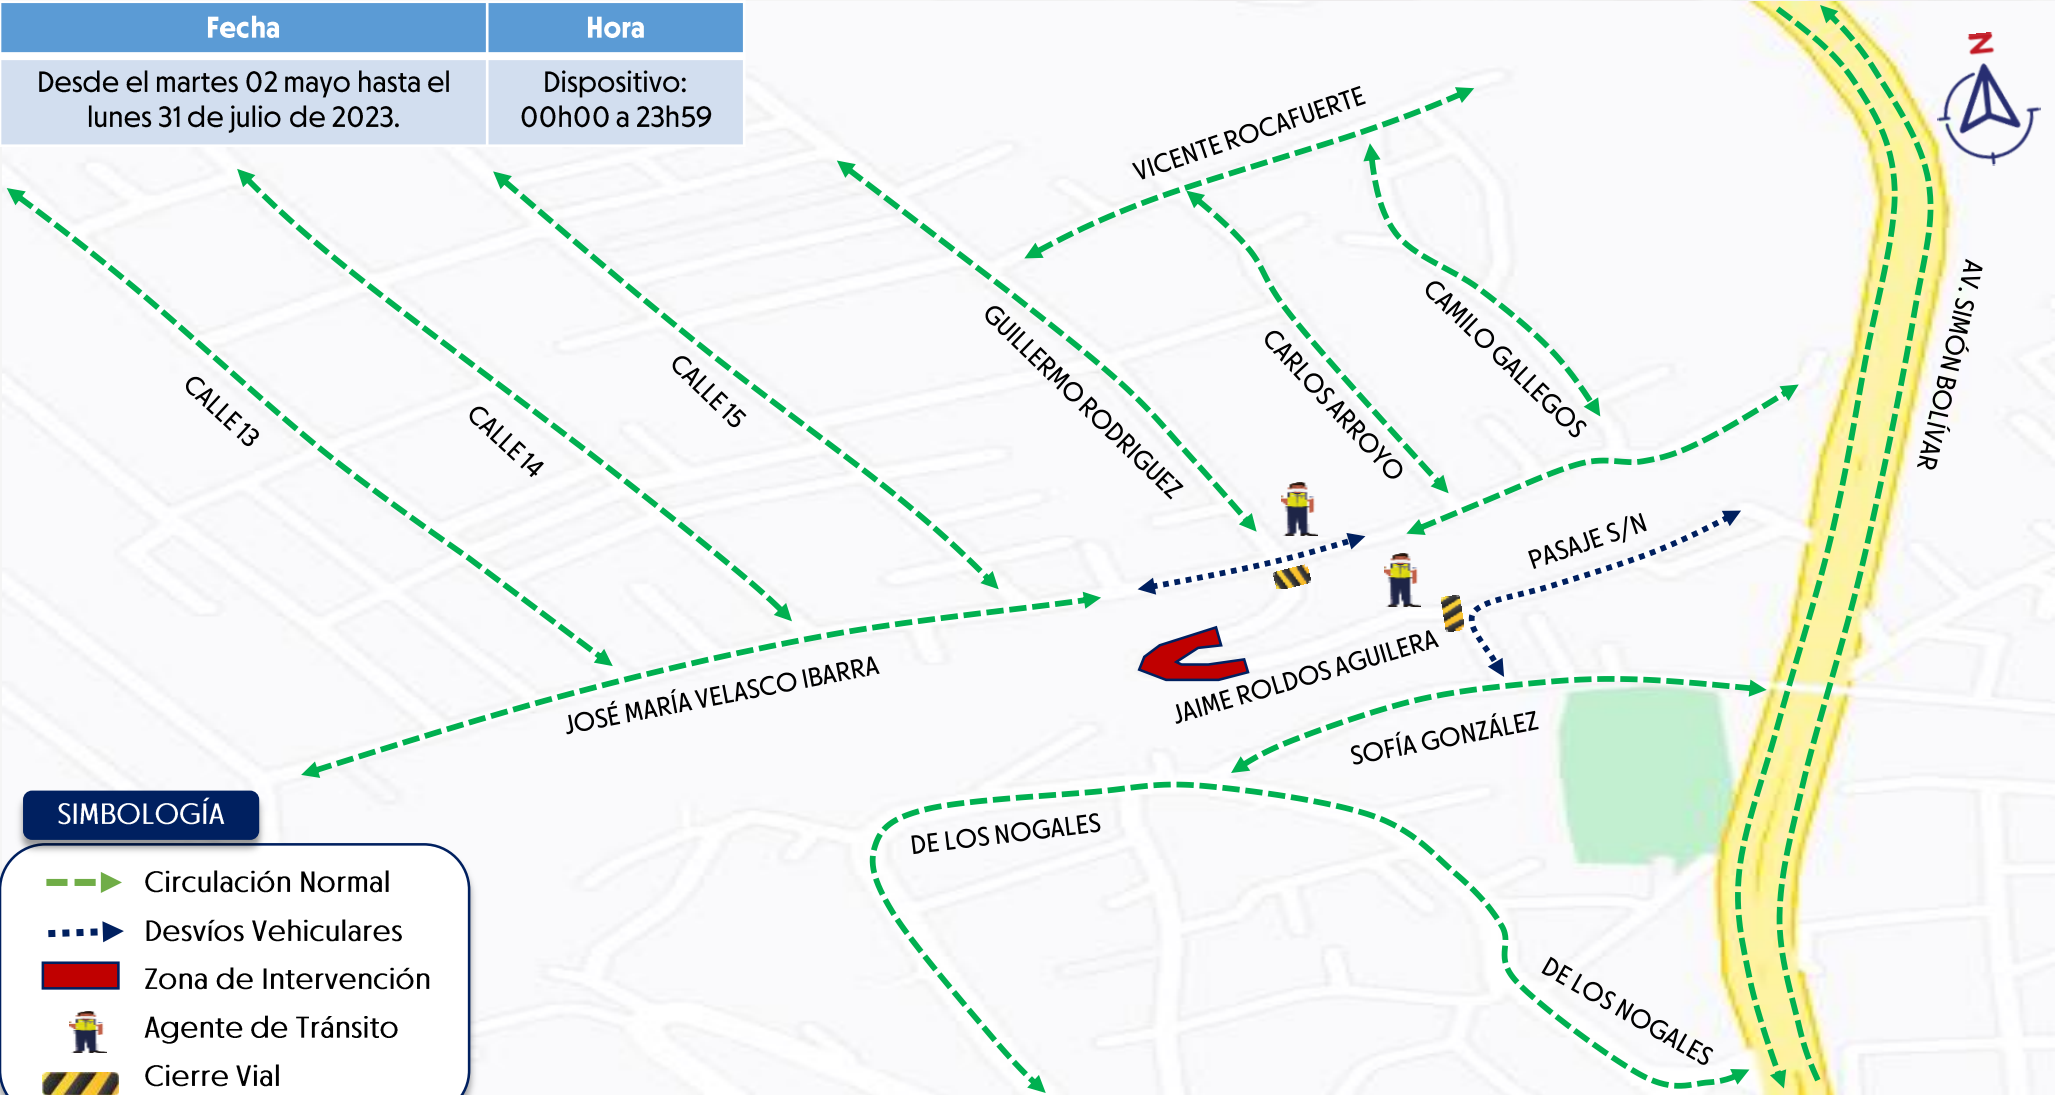 Fecha
Hora
Desde el martes 02 mayo hasta el
lunes 31 de julio de 2023.
Dispositivo:
00h00 a 23h59
N
VICENTE ROCAFUERTE
AV. SIMÓN BOLÍVAR
GUILLERMO RODRIGUEZ
CARLOS ARROYO
CAMILO GALLEGOS
CALLE 13
CALLE 14
CALLE 15
PASAJE S/N
JAIME ROLDOS AGUILERA
JOSÉ MARÍA VELASCO IBARRA
SOFÍA GONZÁLEZ
DE LOS NOGALES
DE LOS NOGALES
SIMBOLOGÍA
Circulación Normal
Desvíos Vehiculares
Zona de Intervención
Agente de Tránsito
Cierre Vial